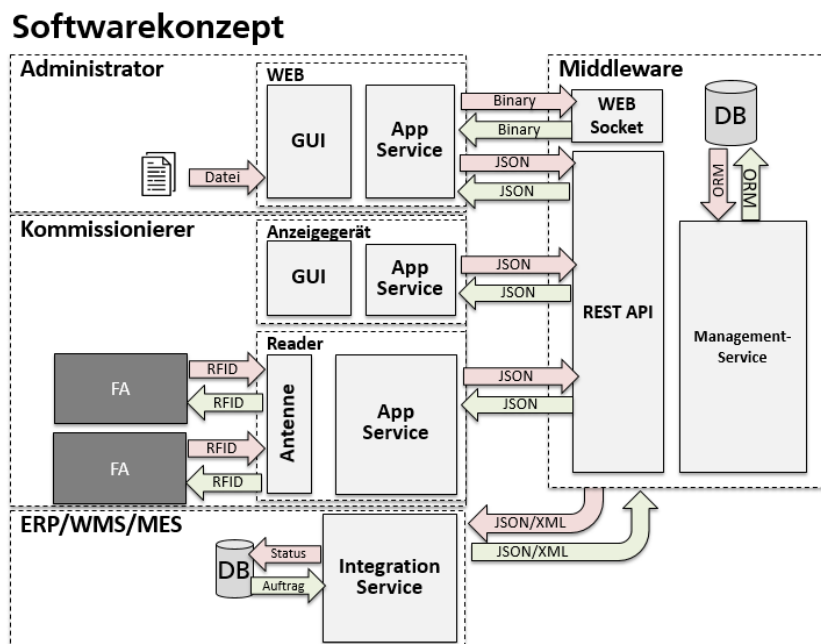 Softwarekonzept
Administrator
WEB
GUI
App
Service
Datei
Binary
Binary
JSON
JSON
Middleware
WEB
Socket
DB
ORM
ORM
REST API
Management-
Service
Kommissionierer
Anzeigegerät
GUI
App
Service
JSON
JSON
Reader
FA
RFID
RFID
FA
RFID
RFID
Antenne
App
Service
JSON
JSON
ERP/WMS/MES
DB
Status
Auftrag
Integration
Service
JSON/XML
JSON/XML